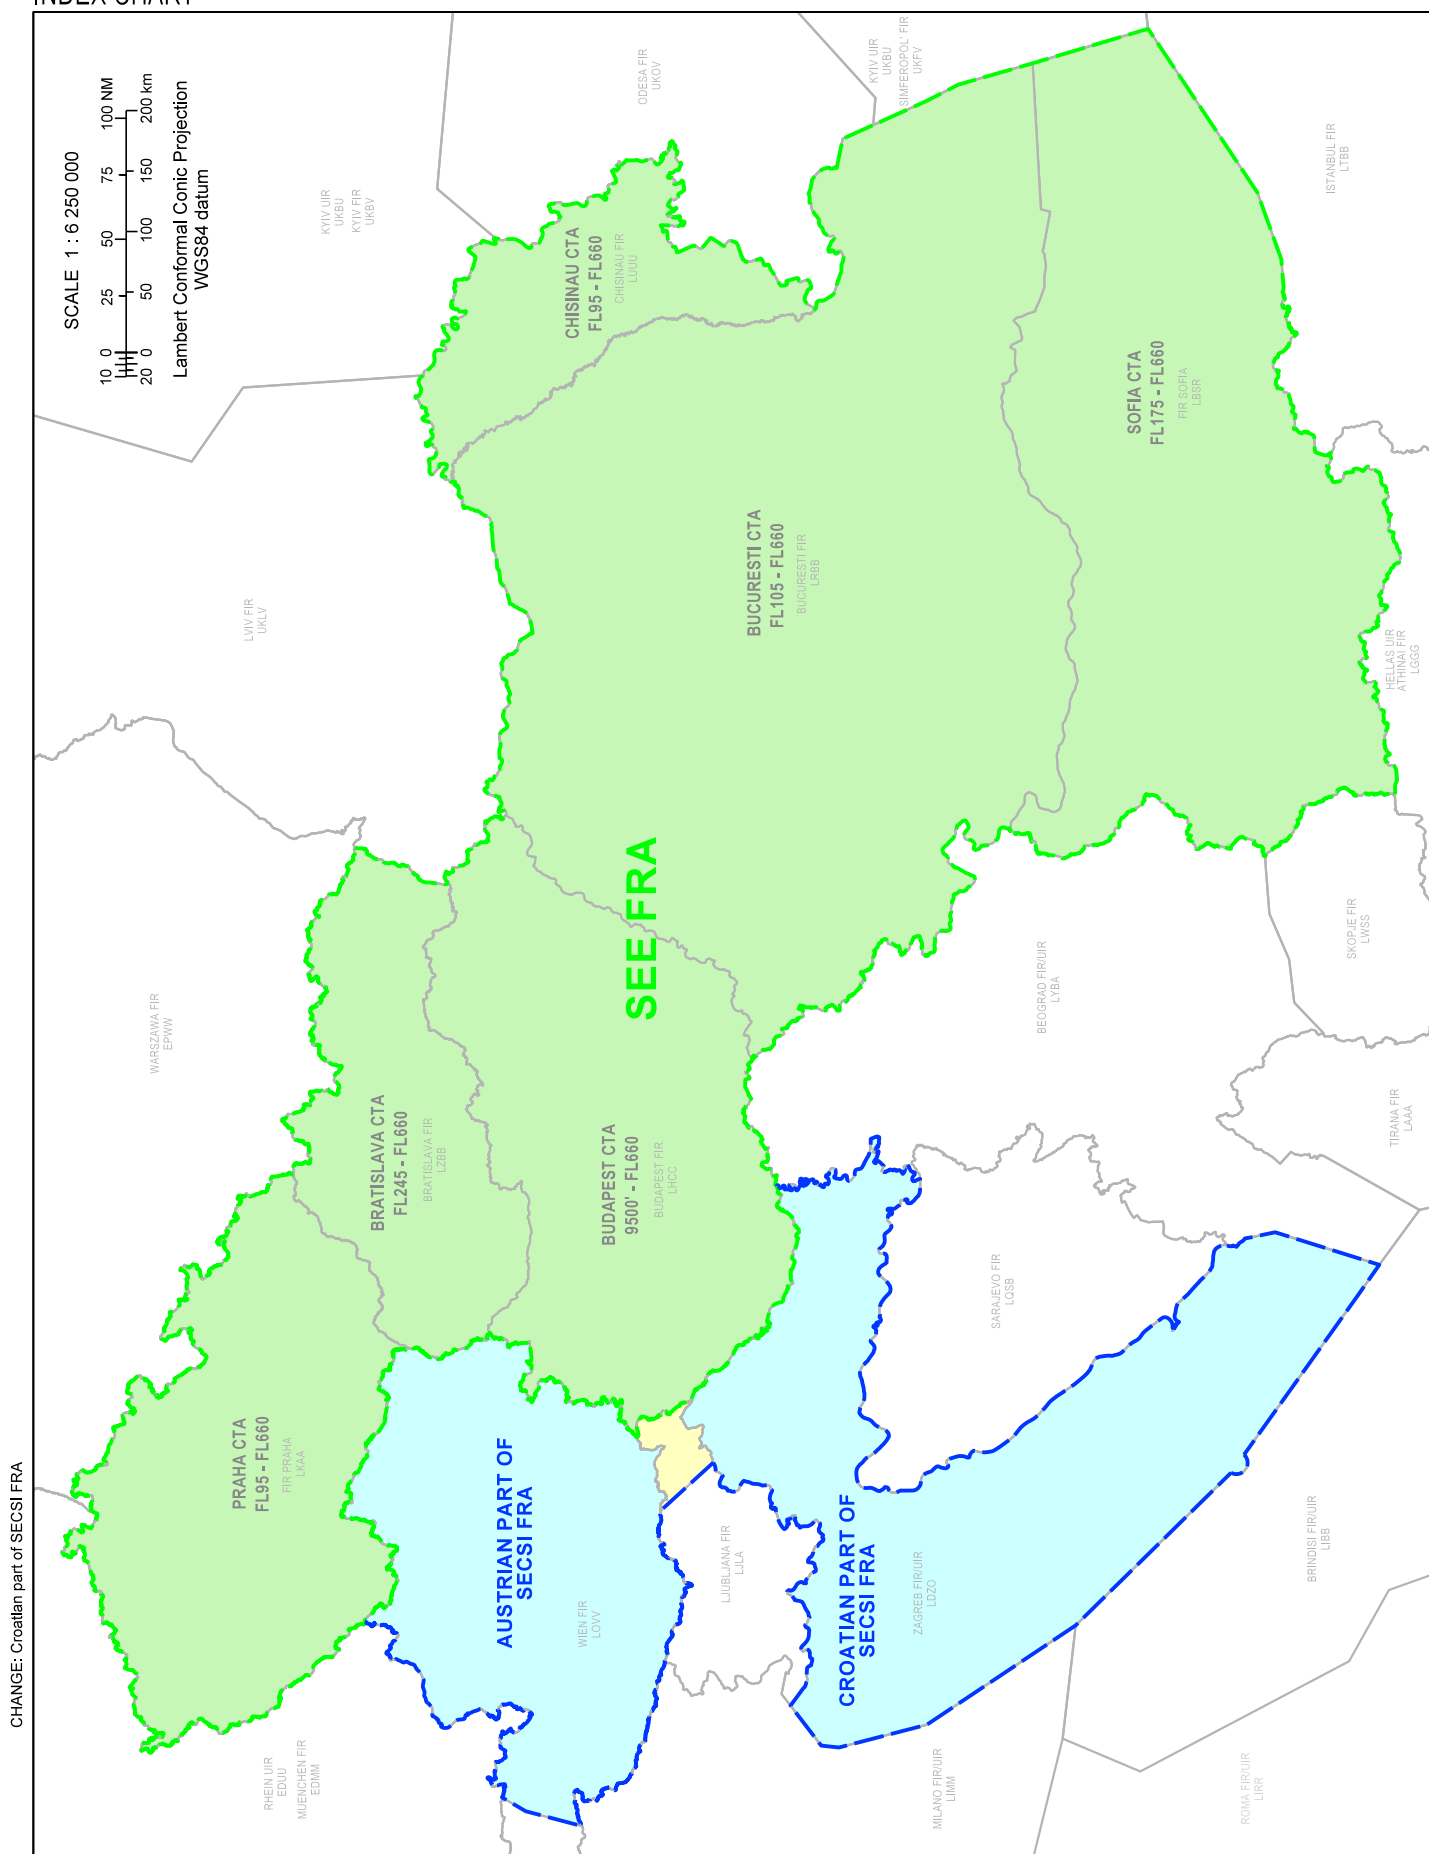 INDEX CHART
CHANGE: Croatian part of SECSI FRA
SCALE 1 : 6 250 000
10 0 25 50 75 100 NM
20 0 50 100 150 200 km
Lambert Conformal Conic Projection
WGS84 datum
RHEIN UIR
EDUU
MUENCHEN FIR
EDMM
PRAHA CTA
FL95 - FL660
FIR PRAHA
LKAA
WARSZAWA FIR
EPWW
LVIV FIR
UKLV
KYIV UIR
UKBU
KYIV FIR
UKBV
BRATISLAVA CTA
FL245 - FL660
BRATISLAVA FIR
LZBB
AUSTRIAN PART OF
SECSI FRA
WIEN FIR
LOVV
BUDAPEST CTA
9500' - FL660
BUDAPEST FIR
LHCC
SEE FRA
CHISINAU CTA
FL95 - FL660
CHISINAU FIR
LUUU
ODESA FIR
UKOV
LJUBLJANA FIR
LJLA
BUCURESTI CTA
FL105 - FL660
BUCURESTI FIR
LRBB
CROATIAN PART OF
SECSI FRA
ZAGREB FIR/UIR
LDZO
KYIV UIR
UKBU
SIMFEROPOL' FIR
UKFV
MILANO FIR/UIR
LIMM
SARAJEVO FIR
LQSB
BEOGRAD FIR/UIR
LYBA
SOFIA CTA
FL175 - FL660
FIR SOFIA
LBSR
ROMA FIR/UIR
LIRR
BRINDISI FIR/UIR
LIBB
TIRANA FIR
LAAA
SKOPJE FIR
LWSS
HELLAS UIR
ATHINAI FIR
LGGG
ISTANBUL FIR
LTBB